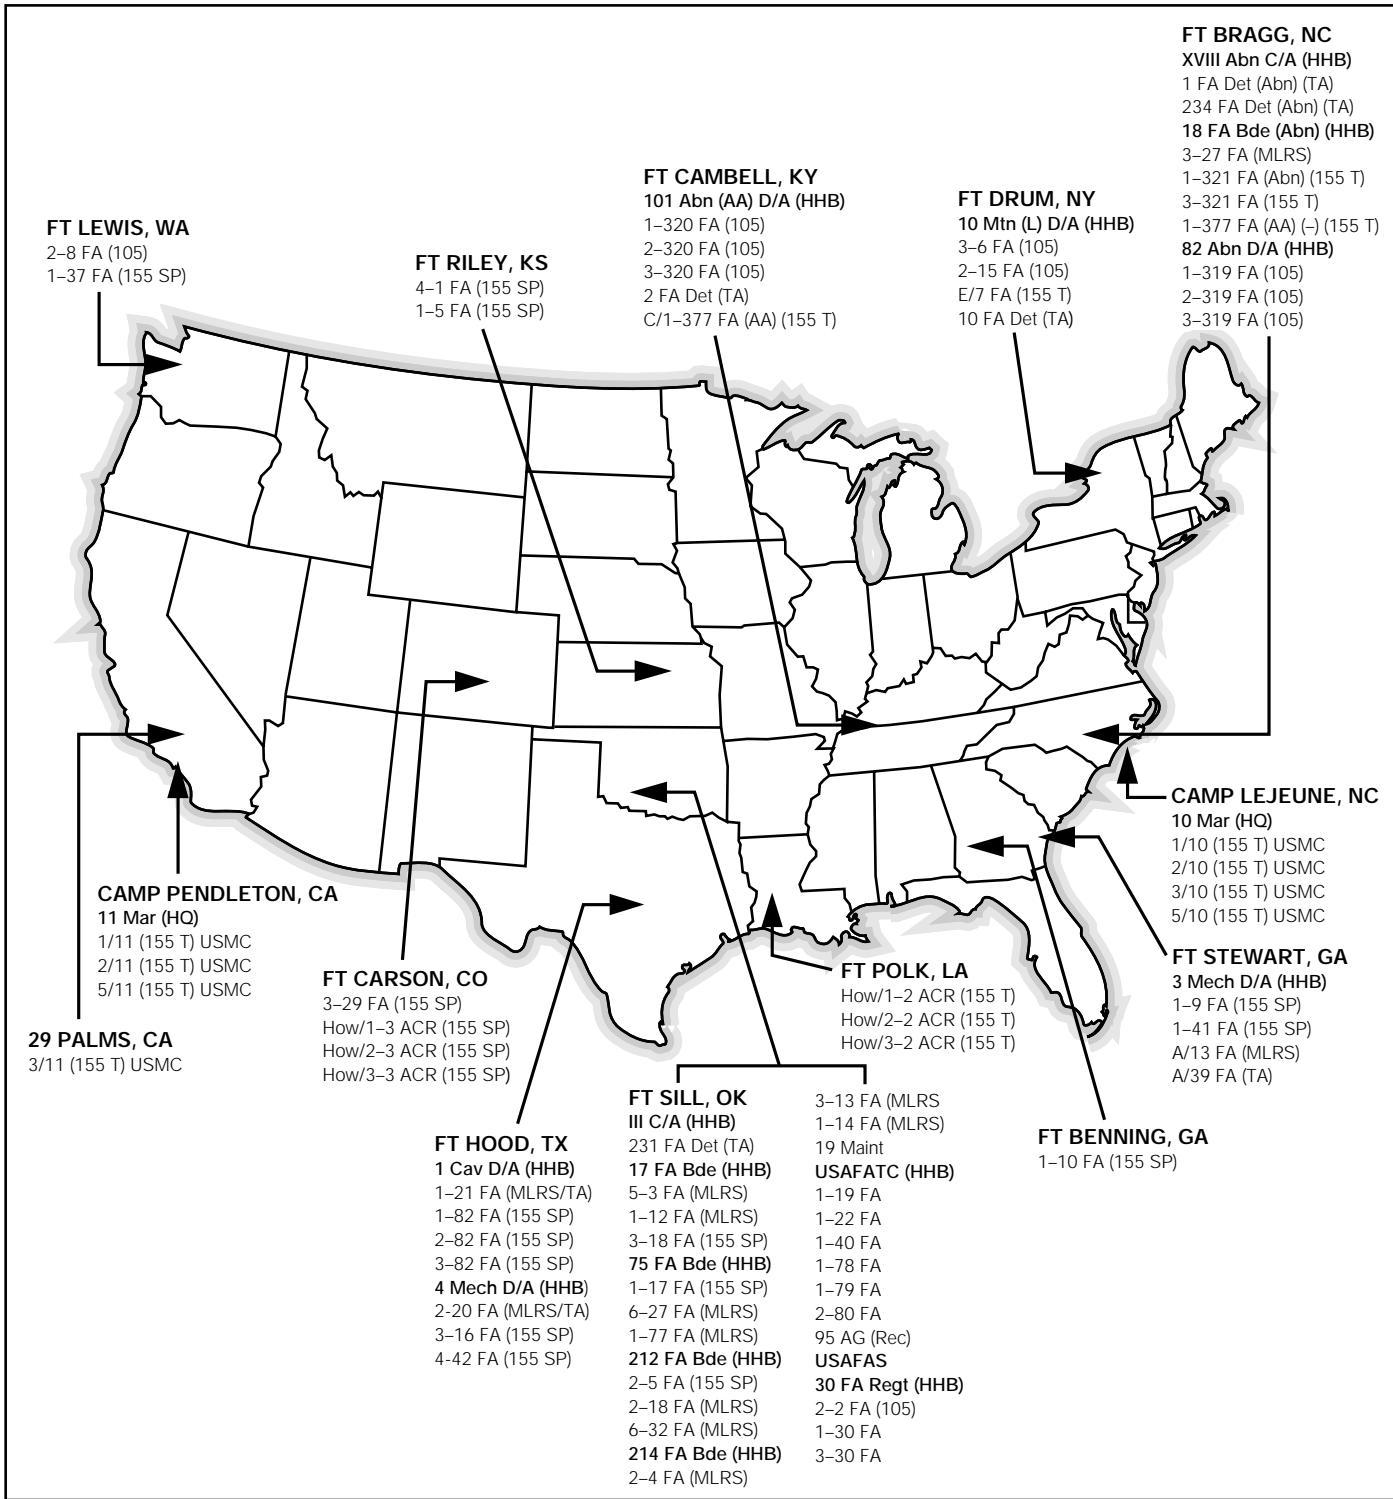 FT BRAGG, NC
XVIII Abn C/A (HHB)
1 FA Det (Abn) (TA)
234 FA Det (Abn) (TA)
18 FA Bde (Abn) (HHB)
3–27 FA (MLRS)
1–321 FA (Abn) (155 T)
3–321 FA (155 T)
1–377 FA (AA) (–) (155 T)
82 Abn D/A (HHB)
1–319 FA (105)
2–319 FA (105)
3–319 FA (105)
FT CAMBELL, KY
101 Abn (AA) D/A (HHB)
1–320 FA (105)
2–320 FA (105)
3–320 FA (105)
2 FA Det (TA)
C/1–377 FA (AA) (155 T)
FT DRUM, NY
10 Mtn (L) D/A (HHB)
3–6 FA (105)
2–15 FA (105)
E/7 FA (155 T)
10 FA Det (TA)
FT LEWIS, WA
2–8 FA (105)
1–37 FA (155 SP)
FT RILEY, KS
4–1 FA (155 SP)
1–5 FA (155 SP)
CAMP LEJEUNE, NC
10 Mar (HQ)
1/10 (155 T) USMC
2/10 (155 T) USMC
3/10 (155 T) USMC
5/10 (155 T) USMC
CAMP PENDLETON, CA
11 Mar (HQ)
1/11 (155 T) USMC
2/11 (155 T) USMC
5/11 (155 T) USMC
29 PALMS, CA
3/11 (155 T) USMC
FT CARSON, CO
3–29 FA (155 SP)
How/1–3 ACR (155 SP)
How/2–3 ACR (155 SP)
How/3–3 ACR (155 SP)
FT POLK, LA
How/1–2 ACR (155 T)
How/2–2 ACR (155 T)
How/3–2 ACR (155 T)
FT STEWART, GA
3 Mech D/A (HHB)
1–9 FA (155 SP)
1–41 FA (155 SP)
A/13 FA (MLRS)
A/39 FA (TA)
FT BENNING, GA
1–10 FA (155 SP)
FT HOOD, TX
1 Cav D/A (HHB)
1–21 FA (MLRS/TA)
1–82 FA (155 SP)
2–82 FA (155 SP)
3–82 FA (155 SP)
4 Mech D/A (HHB)
2-20 FA (MLRS/TA)
3–16 FA (155 SP)
4-42 FA (155 SP)
FT SILL, OK
III C/A (HHB)
231 FA Det (TA)
17 FA Bde (HHB)
5–3 FA (MLRS)
1–12 FA (MLRS)
3–18 FA (155 SP)
75 FA Bde (HHB)
1–17 FA (155 SP)
6–27 FA (MLRS)
1–77 FA (MLRS)
212 FA Bde (HHB)
2–5 FA (155 SP)
2–18 FA (MLRS)
6–32 FA (MLRS)
214 FA Bde (HHB)
2–4 FA (MLRS)
3–13 FA (MLRS
1–14 FA (MLRS)
19 Maint
USAFATC (HHB)
1–19 FA
1–22 FA
1–40 FA
1–78 FA
1–79 FA
2–80 FA
95 AG (Rec)
USAFAS
30 FA Regt (HHB)
2–2 FA (105)
1–30 FA
3–30 FA